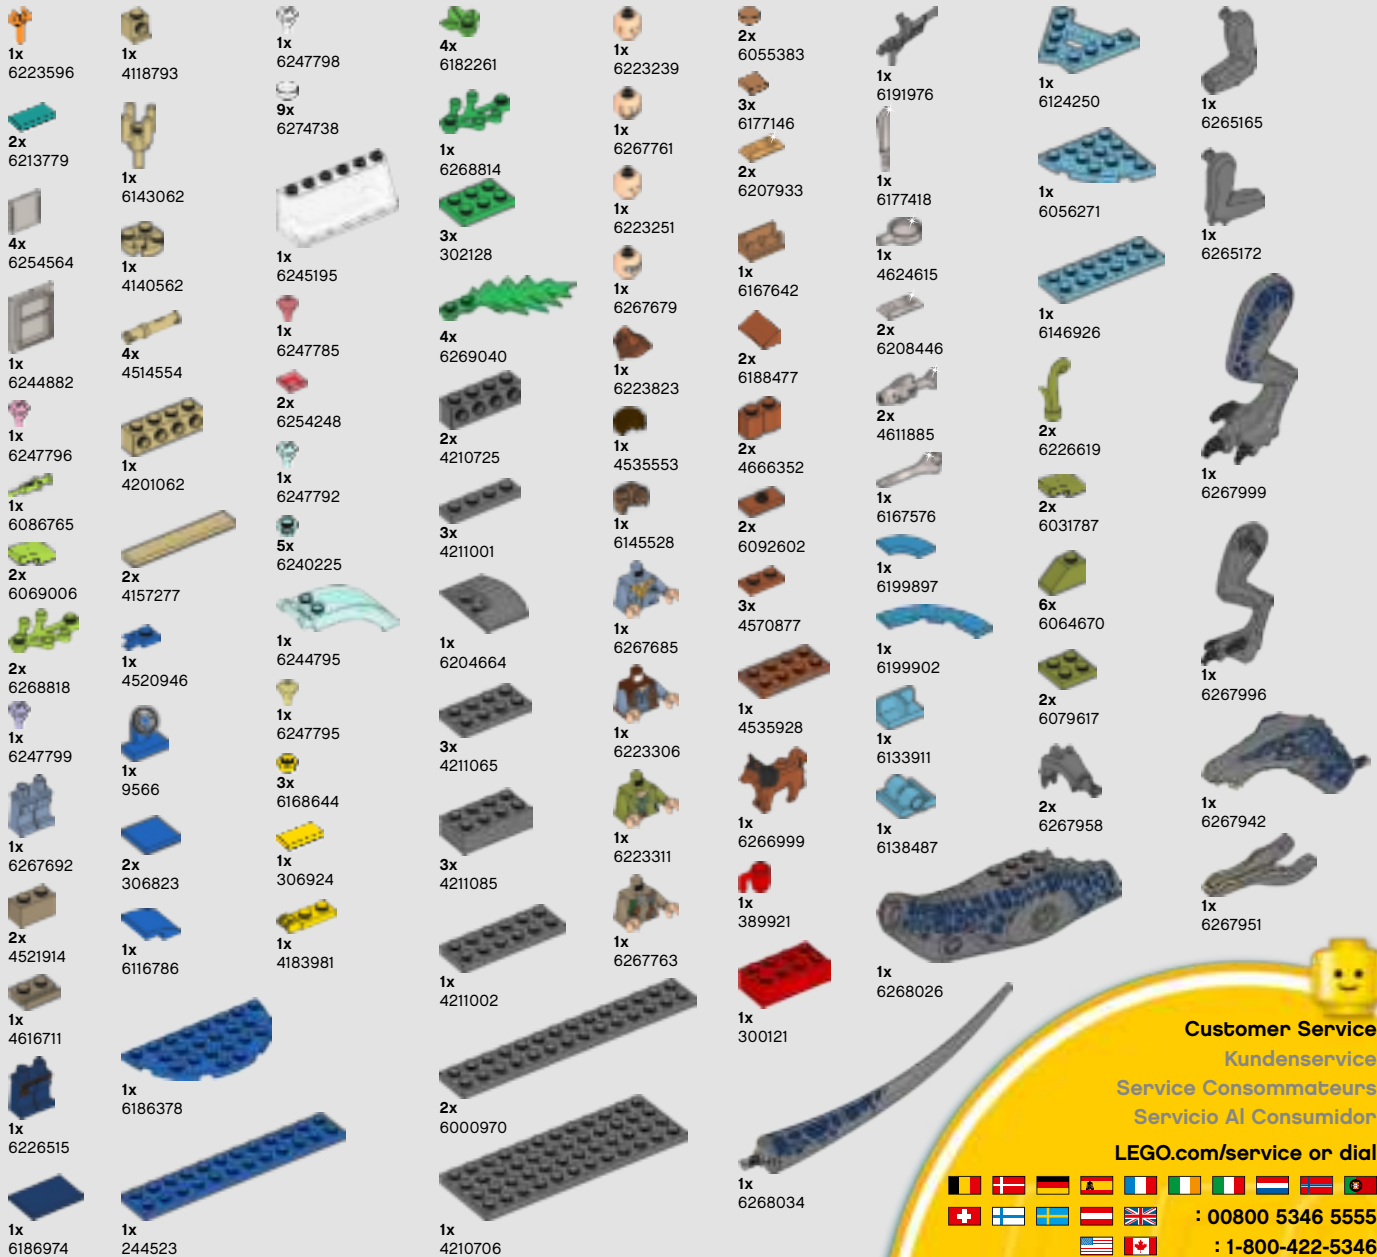 1x
6223596
2x
6213779
4x
6254564
1x
6244882
1x
6247796
1x
6086765
2x
6069006
2x
6268818
1x
6247799
1x
6267692
2x
4521914
1x
4616711
1x
6226515
1x
6186974
1x
4118793
1x
6143062
1x
4140562
4x
4514554
1x
4201062
2x
4157277
1x
4520946
1x
9566
2x
306823
1x
6116786
1x
6186378
1x
244523
1x
6247798
9x
6274738
1x
6245195
1x
6247785
2x
6254248
1x
6247792
5x
6240225
1x
6244795
1x
6247795
3x
6168644
1x
306924
1x
4183981
4x
6182261
1x
6268814
3x
302128
4x
6269040
2x
4210725
3x
4211001
1x
6204664
3x
4211065
3x
4211085
1x
4211002
2x
6000970
1x
4210706
1x
6223239
1x
6267761
1x
6223251
1x
6267679
1x
6223823
1x
4535553
1x
6145528
1x
6267685
1x
6223306
1x
6223311
1x
6267763
2x
6055383
3x
6177146
2x
6207933
1x
6167642
2x
6188477
2x
4666352
2x
6092602
3x
4570877
1x
4535928
1x
6266999
1x
389921
1x
300121
1x
6268034
1x
6191976
1x
6177418
1x
4624615
2x
6208446
2x
4611885
1x
6167576
1x
6199897
1x
6199902
1x
6133911
1x
6138487
1x
6268026
1x
6124250
1x
6056271
1x
6146926
2x
6226619
2x
6031787
6x
6064670
2x
6079617
2x
6267958
1x
6265165
1x
6265172
1x
6267999
1x
6267996
1x
6267942
1x
6267951
Customer Service
Kundenservice
Service Consommateurs
Servicio Al Consumidor
LEGO.com/service or dial
: 00800 5346 5555
: 1-800-422-5346